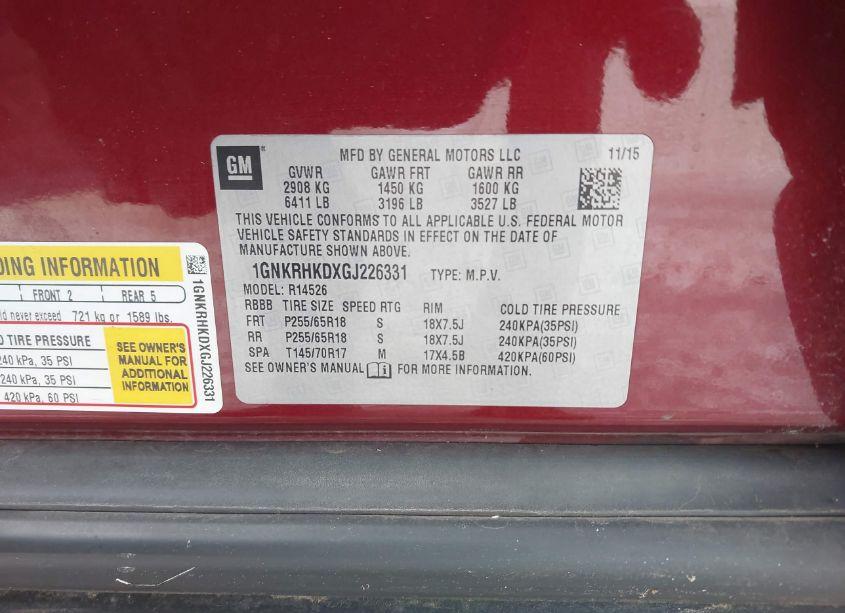 GM
MFD BY GENERAL MOTORS LLC 11/15
GVWR GAWR FRT GAWR RR
2908 KG 1450 KG 1600 KG
6411 LB 3196 LB 3527 LB
THIS VEHICLE CONFORMS TO ALL APPLICABLE U.S. FEDERAL MOTOR
VEHICLE SAFETY STANDARDS IN EFFECT ON THE DATE OF
MANUFACTURE SHOWN ABOVE.
1GNKRHKDXGJ226331 TYPE: M.P.V.
MODEL: R14526
RBBB TIRE SIZE SPEED RTG RIM COLD TIRE PRESSURE
FRT P255/65R18 S 18X7.5J 240KPA(35PSI)
RR P255/65R18 S 18X7.5J 240KPA(35PSI)
SPA T145/70R17 M 17X4.5B 420KPA(60PSI)
SEE OWNER'S MANUAL FOR MORE INFORMATION.
INFORMATION
FRONT 2 REAR 5
never exceed 721 kg or 1589 lbs.
TIRE PRESSURE
240 kPa, 35 PSI
240 kPa, 35 PSI
420 kPa, 60 PSI
SEE OWNER'S
MANUAL FOR
ADDITIONAL
INFORMATION
1GNKRHKDXGJ226331